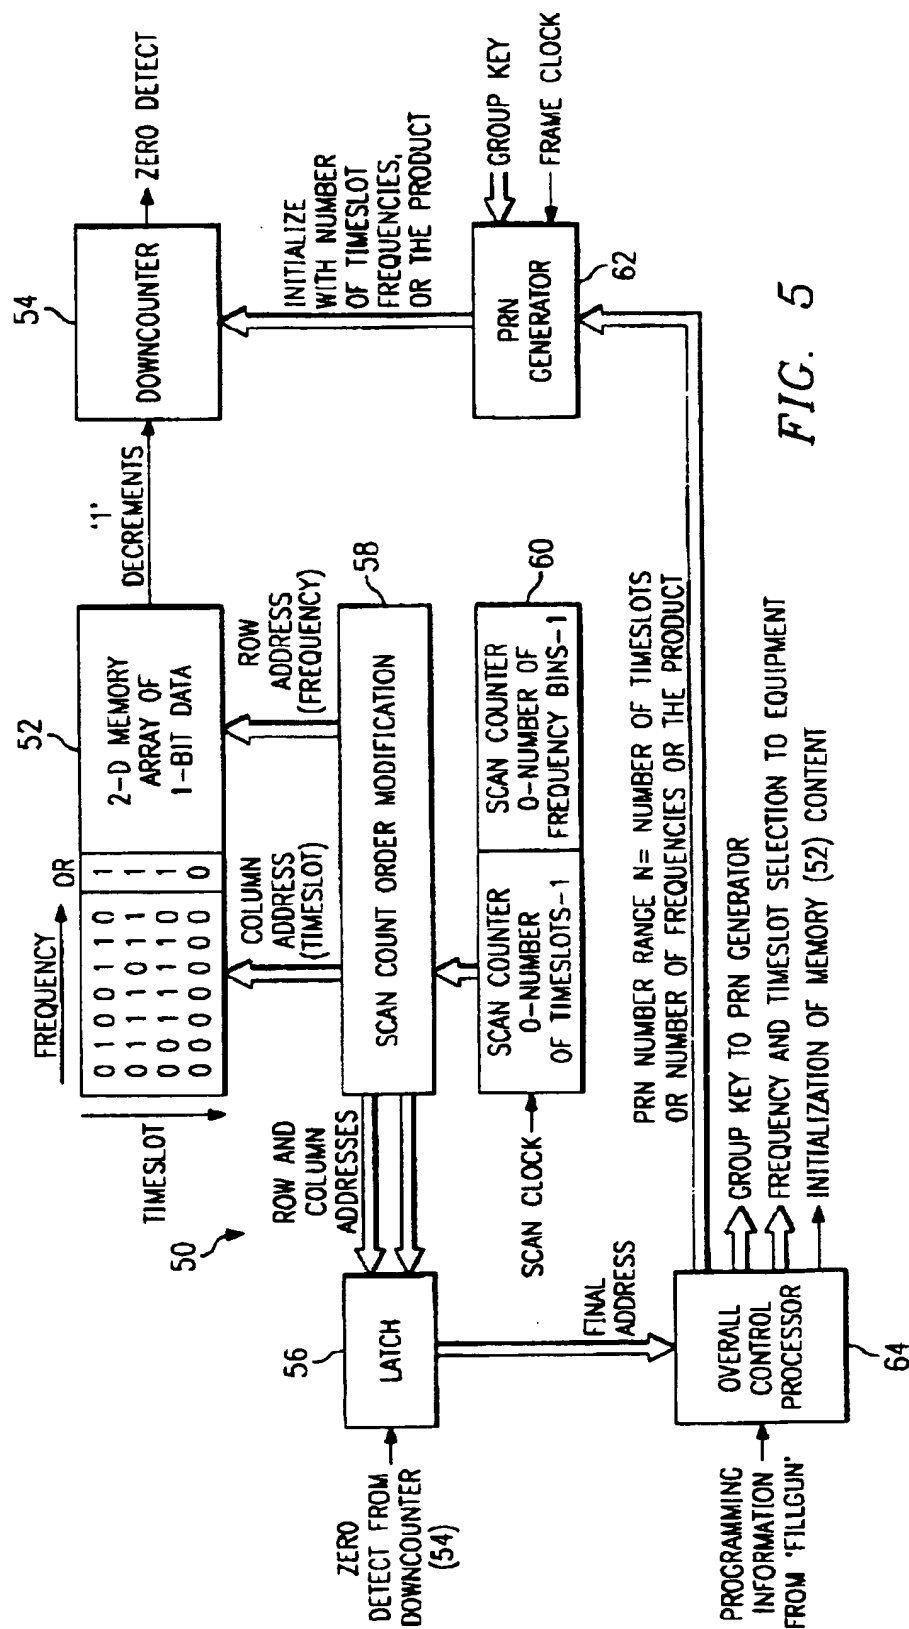 52
54
FREQUENCY
OR
0 1 0 0 1 0 1 0
1
0 1 1 1 0 1 1
1
0 0 1 1 1 1 0
1
0 0 0 0 0 0 0
0
TIMESLOT
2-D MEMORY
ARRAY OF
1-BIT DATA
'1'
DECREMENTS
DOWNCOUNTER
ZERO DETECT
50
ROW AND
COLUMN
ADDRESSES
COLUMN
ADDRESS
(TIMESLOT)
ROW
ADDRESS
(FREQUENCY)
INITIALIZE
WITH NUMBER
OF TIMESLOT
FREQUENCIES,
OR THE PRODUCT
56
LATCH
ZERO
DETECT FROM
DOWNCOUNTER
(54)
SCAN COUNT ORDER MODIFICATION
58
SCAN CLOCK
SCAN COUNTER
0-NUMBER
OF TIMESLOTS-1
SCAN COUNTER
0-NUMBER OF
FREQUENCY BINS-1
60
PRN
GENERATOR
62
GROUP KEY
FRAME CLOCK
FINAL
ADDRESS
PRN NUMBER RANGE N= NUMBER OF TIMESLOTS
OR NUMBER OF FREQUENCIES OR THE PRODUCT
PROGRAMMING
INFORMATION
FROM 'FILLGUN'
OVERALL
CONTROL
PROCESSOR
64
GROUP KEY TO PRN GENERATOR
FREQUENCY AND TIMESLOT SELECTION TO EQUIPMENT
INITIALIZATION OF MEMORY (52) CONTENT
FIG. 5